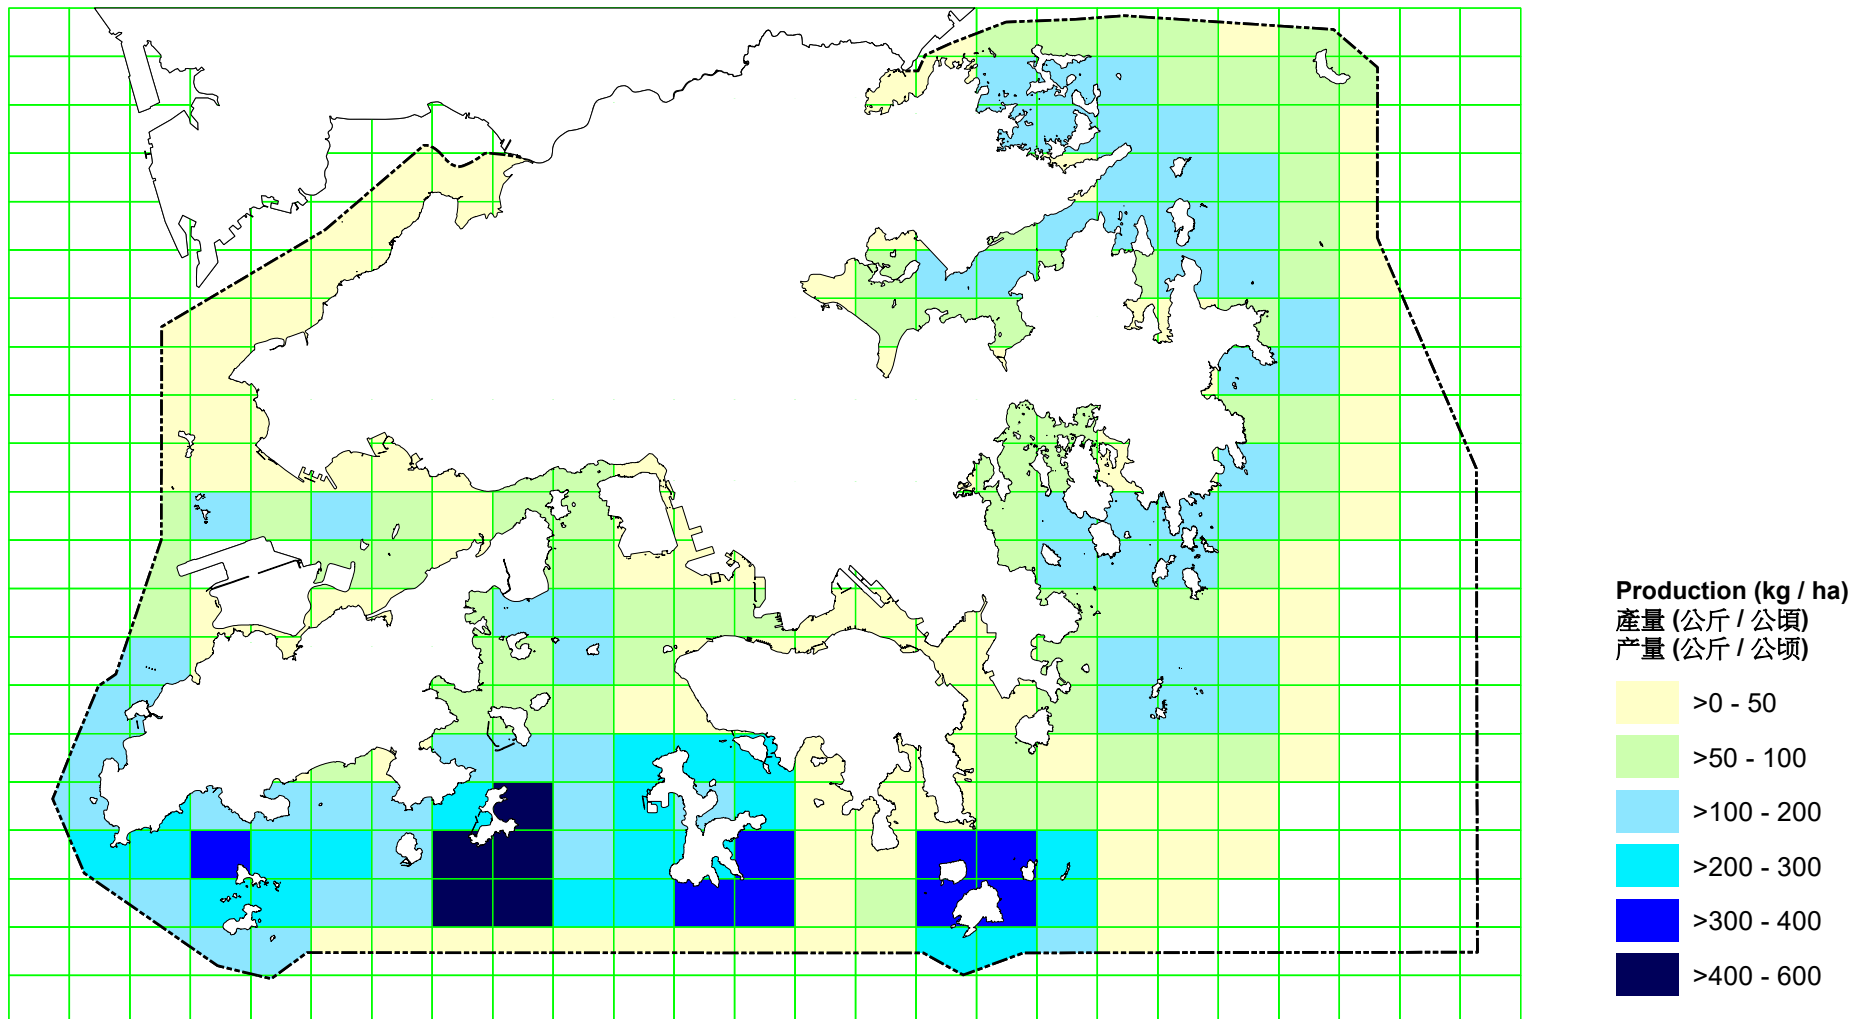 Production (kg / ha)
產量 (公斤 / 公頃)
产量 (公斤 / 公顷)
>0 - 50
>50 - 100
>100 - 200
>200 - 300
>300 - 400
>400 - 600